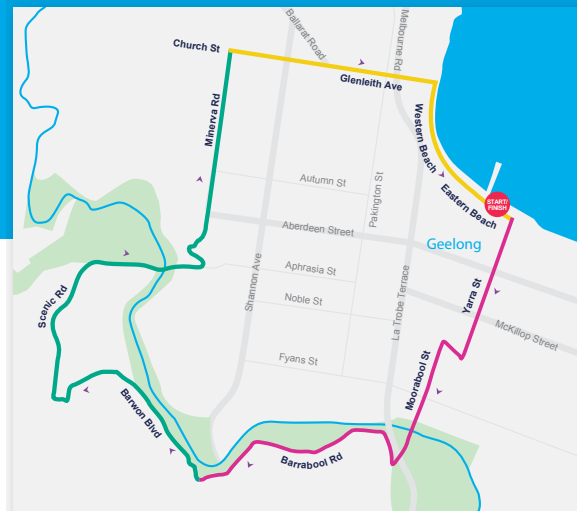 Ballarat Road
Melbourne Rd
Church St
Glenleith Ave
Minerva Rd
Western Beach
Autumn St
Pakington St
START/
FINISH
Eastern Beach
Aberdeen Street
Geelong
Aphrasia St
Shannon Ave
La Trobe Terrace
Yarra St
Scenic Rd
Noble St
McKillop Street
Fyans St
Moorabool St
Barwon Blvd
Barrabool Rd